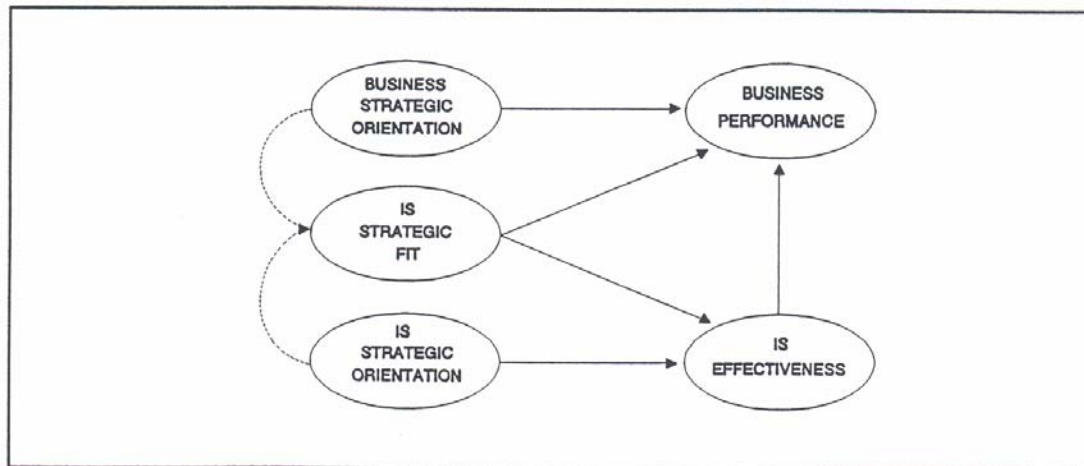 BUSINESS
STRATEGIC
ORIENTATION
BUSINESS
PERFORMANCE
IS
STRATEGIC
FIT
IS
STRATEGIC
ORIENTATION
IS
EFFECTIVENESS